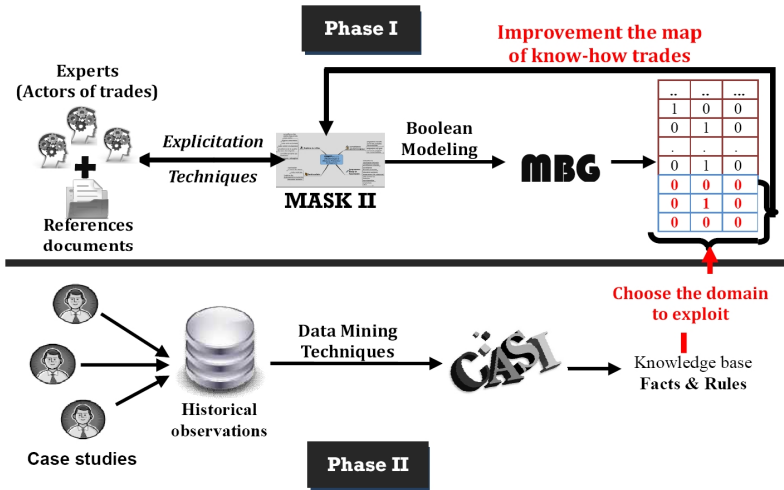 Phase I
Improvement the map
of know-how trades
Experts
(Actors of trades)
Explicitation
Techniques
MASK II
Boolean
Modeling
MBG
.. .. ...
1 0 0
0 1 0
. . .
0 1 0
0 0 0
0 1 0
0 0 0
References
documents
Choose the domain
to exploit
Data Mining
Techniques
CASI
Knowledge base
Facts & Rules
Historical
observations
Case studies
Phase II